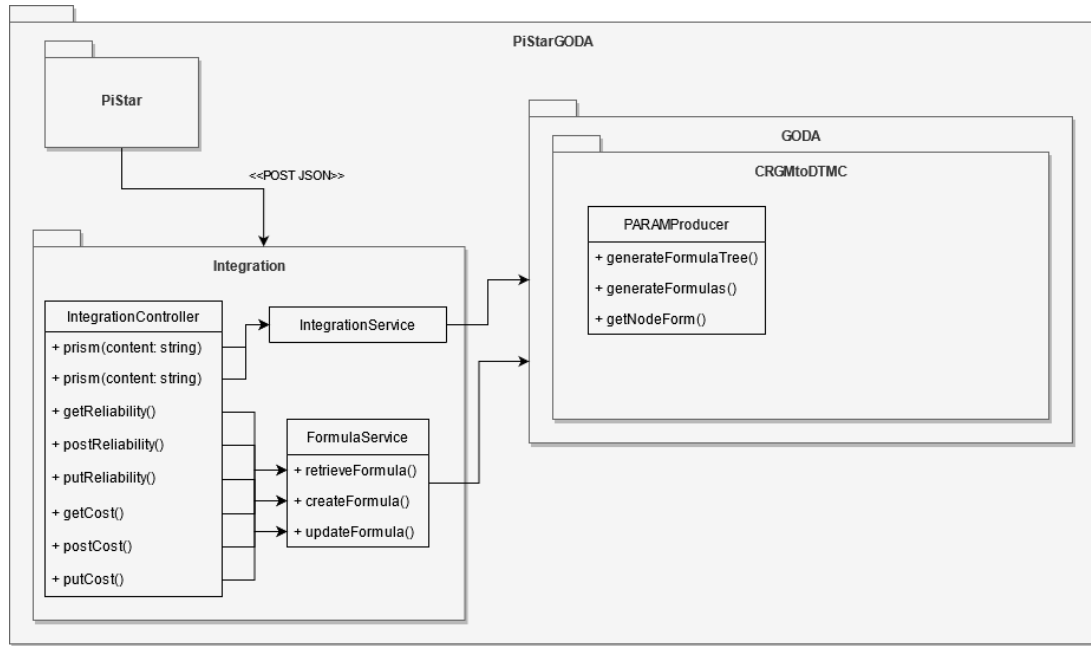 PiStarGODA
PiStar
<<POST JSON>>
GODA
CRGMtoDTMC
PARAMProducer
+ generateFormulaTree()
+ generateFormulas()
+ getNodeForm()
Integration
IntegrationController
+ prism(content: string)
+ prism(content: string)
+ getReliability()
+ postReliability()
+ putReliability()
+ getCost()
+ postCost()
+ putCost()
IntegrationService
FormulaService
+ retrieveFormula()
+ createFormula()
+ updateFormula()